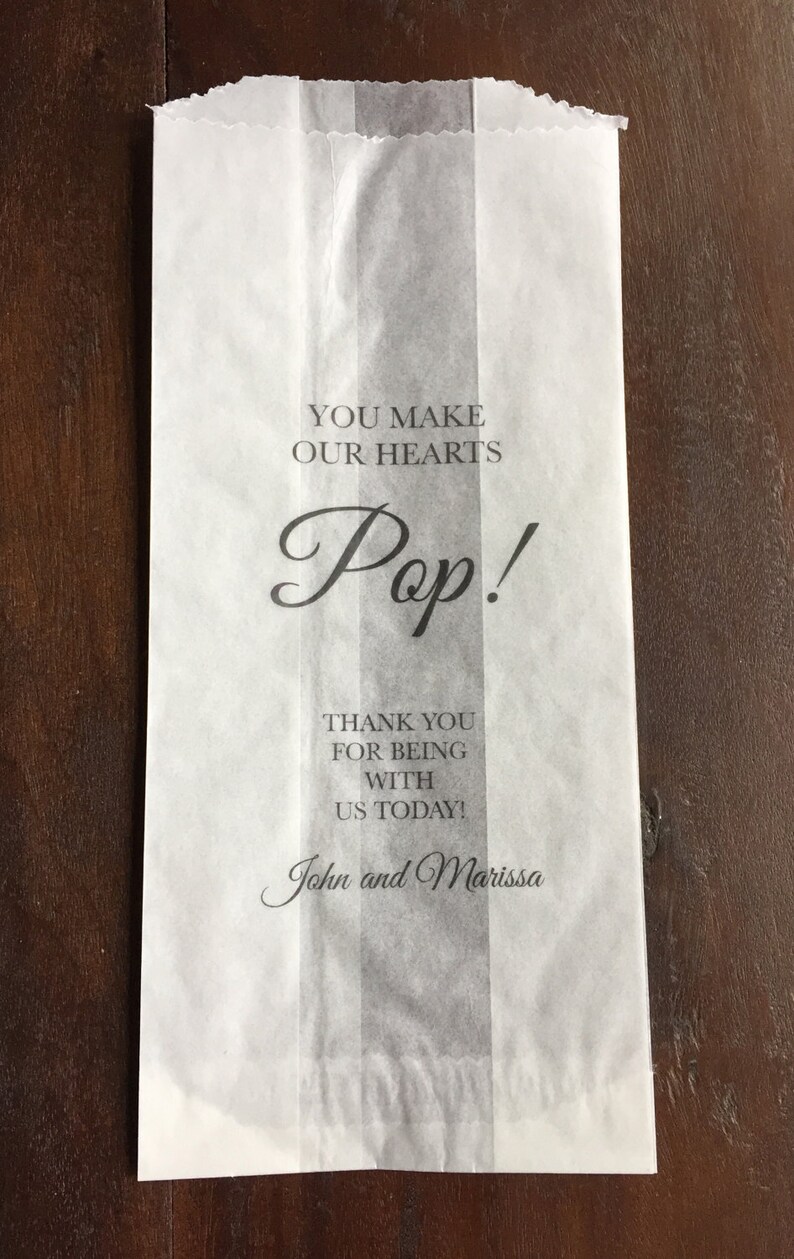 YOU MAKE
OUR HEARTS
Pop!
THANK YOU
FOR BEING
WITH
US TODAY!
John and Marissa